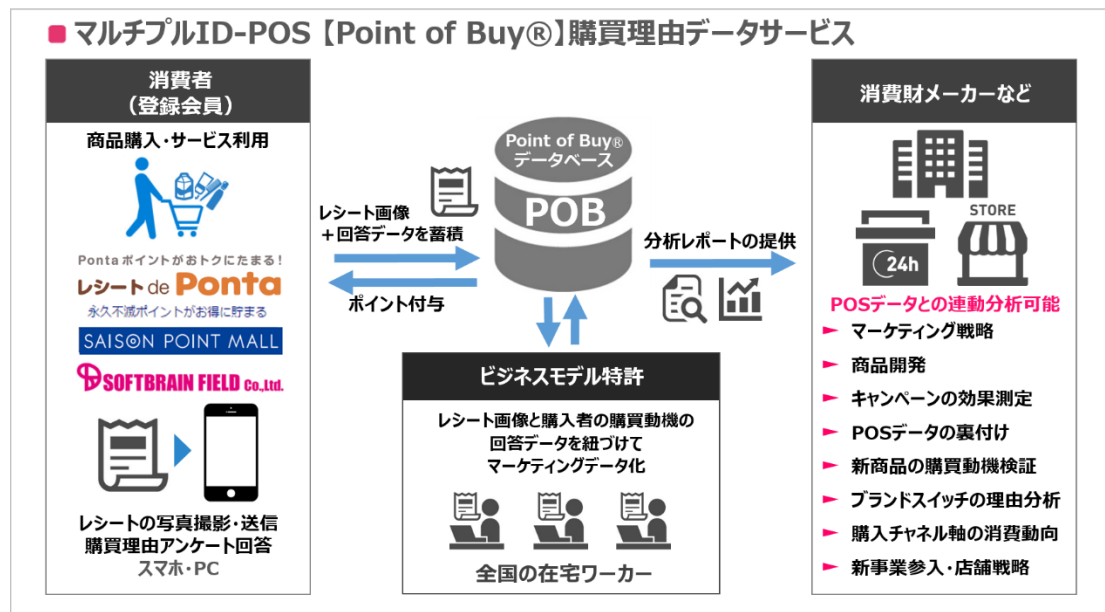 ■ マルチプルID-POS【Point of Buy®】購買理由データサービス
消費者
（登録会員）
商品購入・サービス利用
Pontaポイントがおトクにたまる！
レシート de Ponta
永久不滅ポイントがお得に貯まる
SAISON POINT MALL
SOFTBRAIN FIELD Co.,Ltd.
レシートの写真撮影・送信
購買理由アンケート回答
スマホ・PC
レシート画像
＋回答データを蓄積
ポイント付与
Point of Buy®
データベース
POB
分析レポートの提供
ビジネスモデル特許
レシート画像と購入者の購買動機の
回答データを紐づけて
マーケティングデータ化
全国の在宅ワーカー
消費財メーカーなど
STORE
24h
POSデータとの連動分析可能
► マーケティング戦略
► 商品開発
► キャンペーンの効果測定
► POSデータの裏付け
► 新商品の購買動機検証
► ブランドスイッチの理由分析
► 購入チャネル軸の消費動向
► 新事業参入・店舗戦略